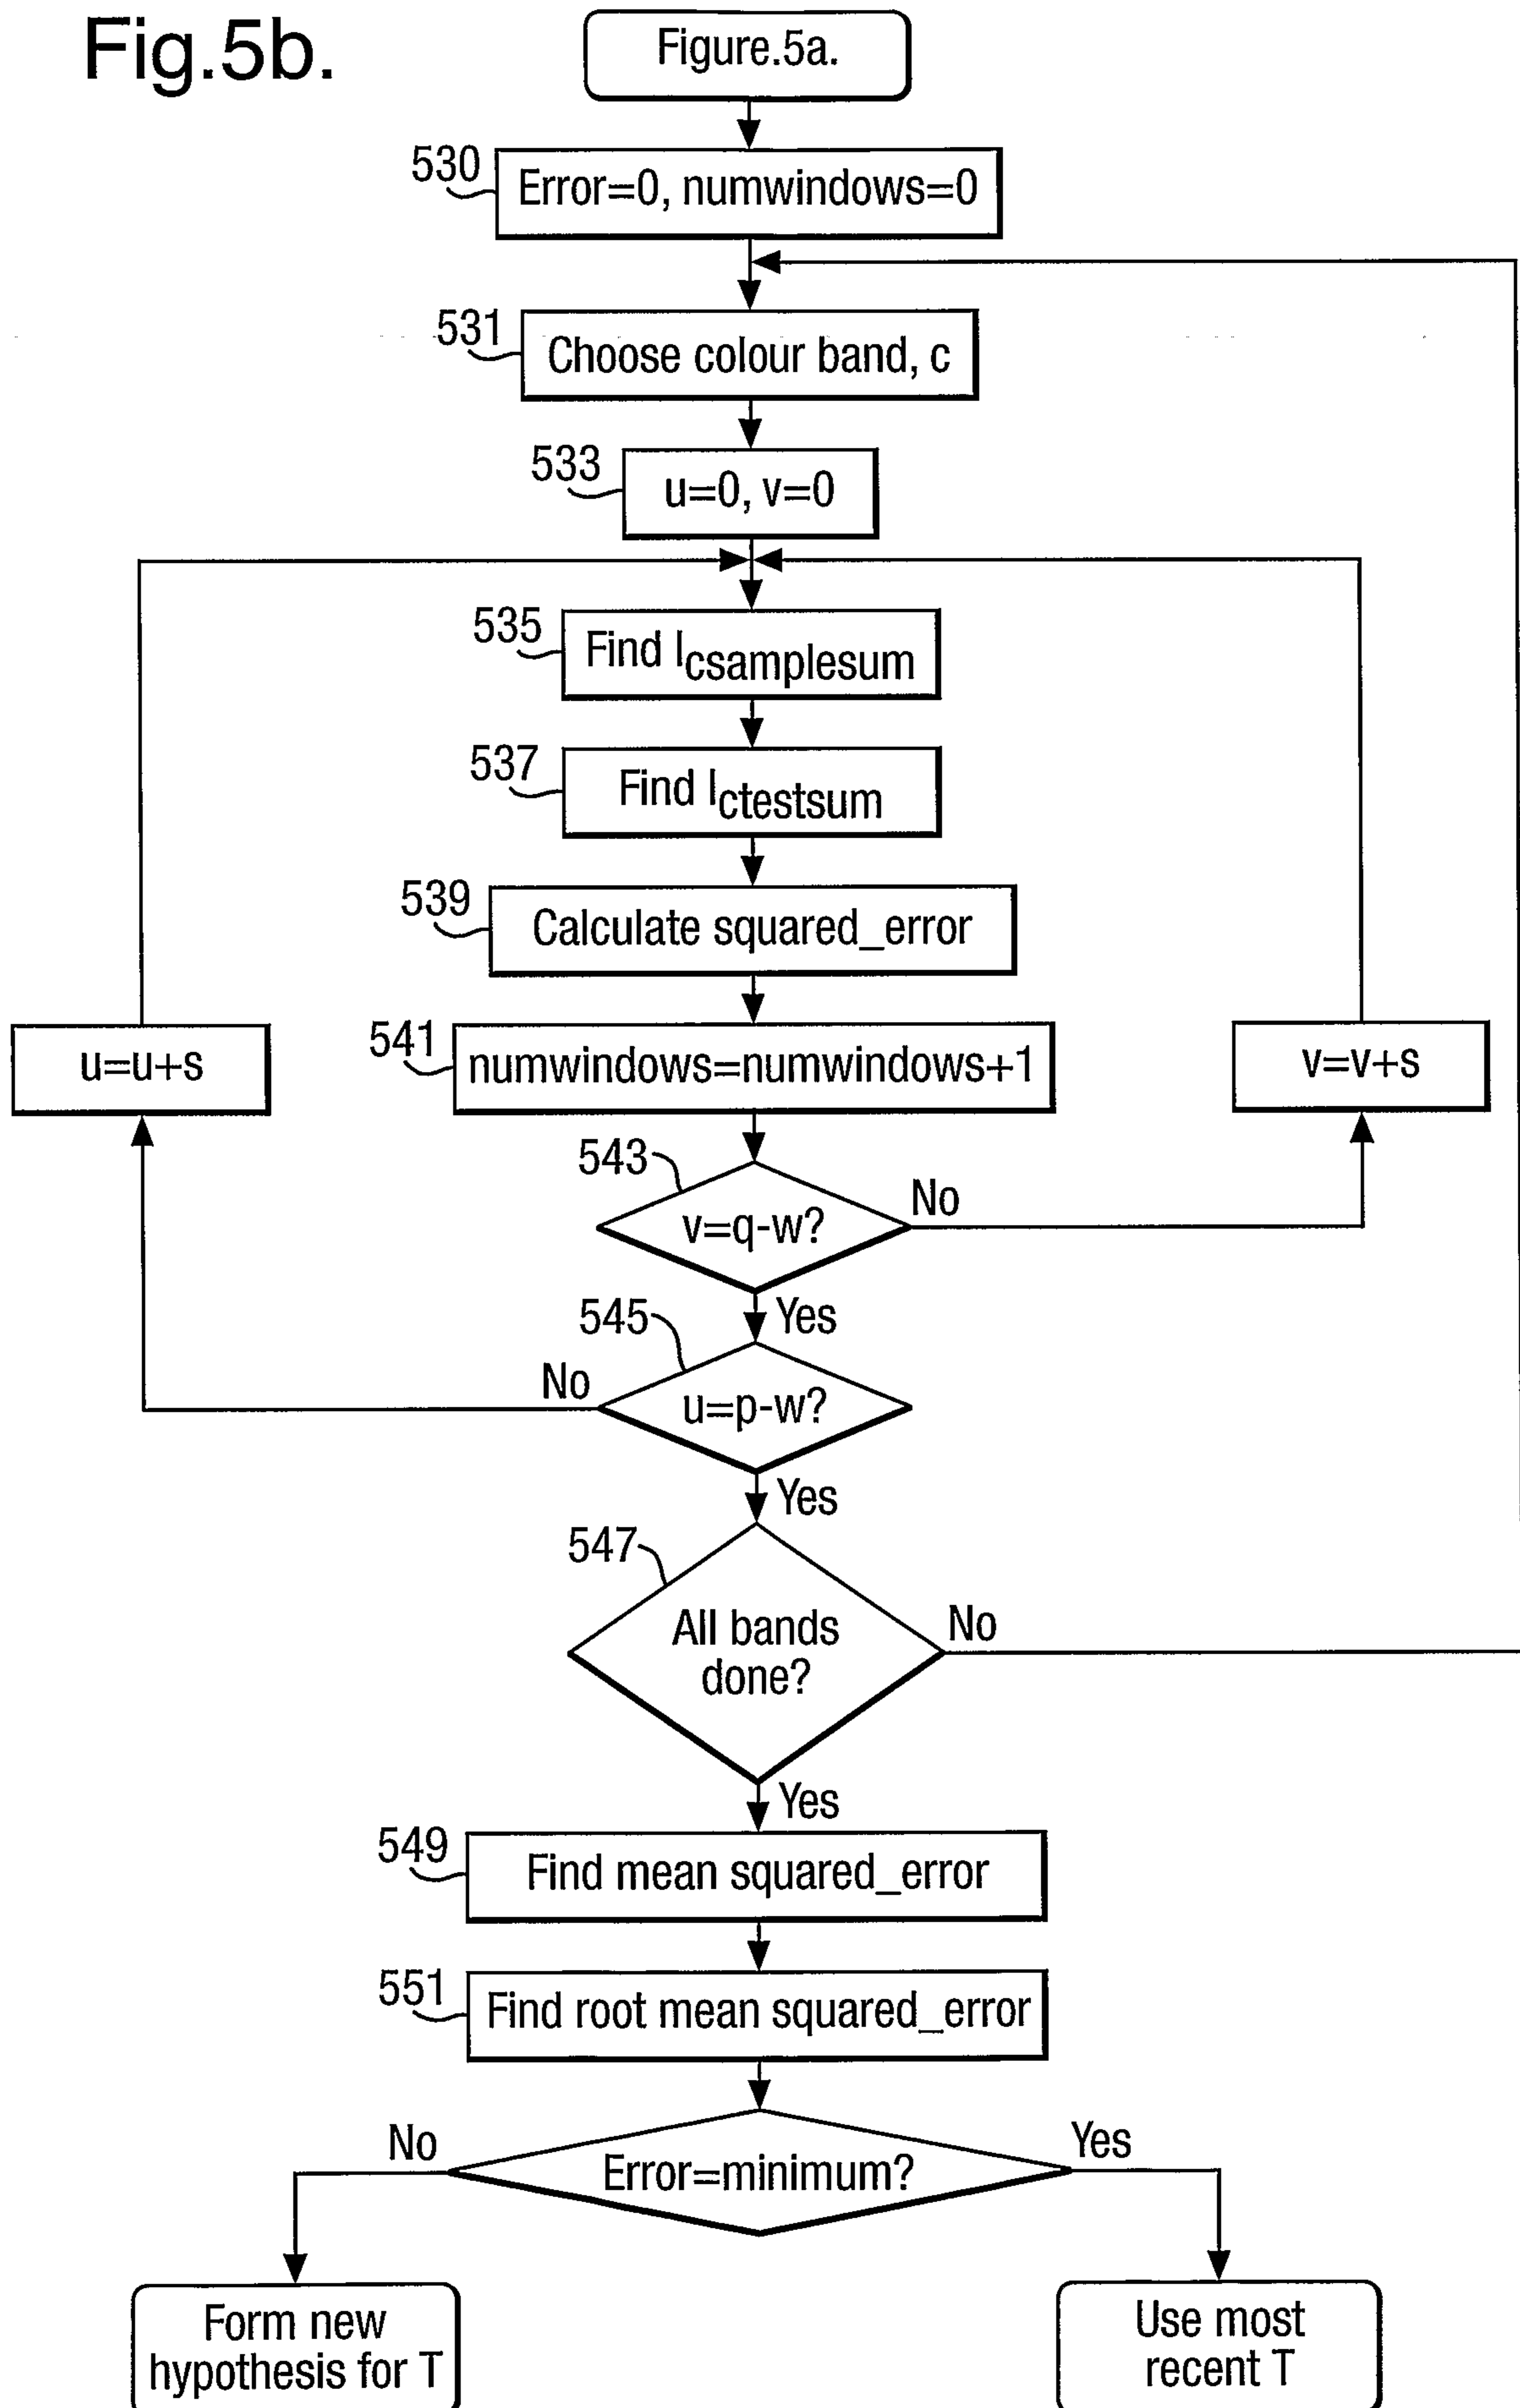 Fig.5b.
Figure.5a.
530
Error=0, numwindows=0
531
Choose colour band, c
533
u=0, v=0
535
Find Icsamplesum
537
Find Ictestsum
539
Calculate squared_error
u=u+s
541
numwindows=numwindows+1
v=v+s
543
v=q-w?
No
Yes
545
No
u=p-w?
Yes
547
All bands
done?
No
Yes
549
Find mean squared_error
551
Find root mean squared_error
No
Error=minimum?
Yes
Form new
hypothesis for T
Use most
recent T